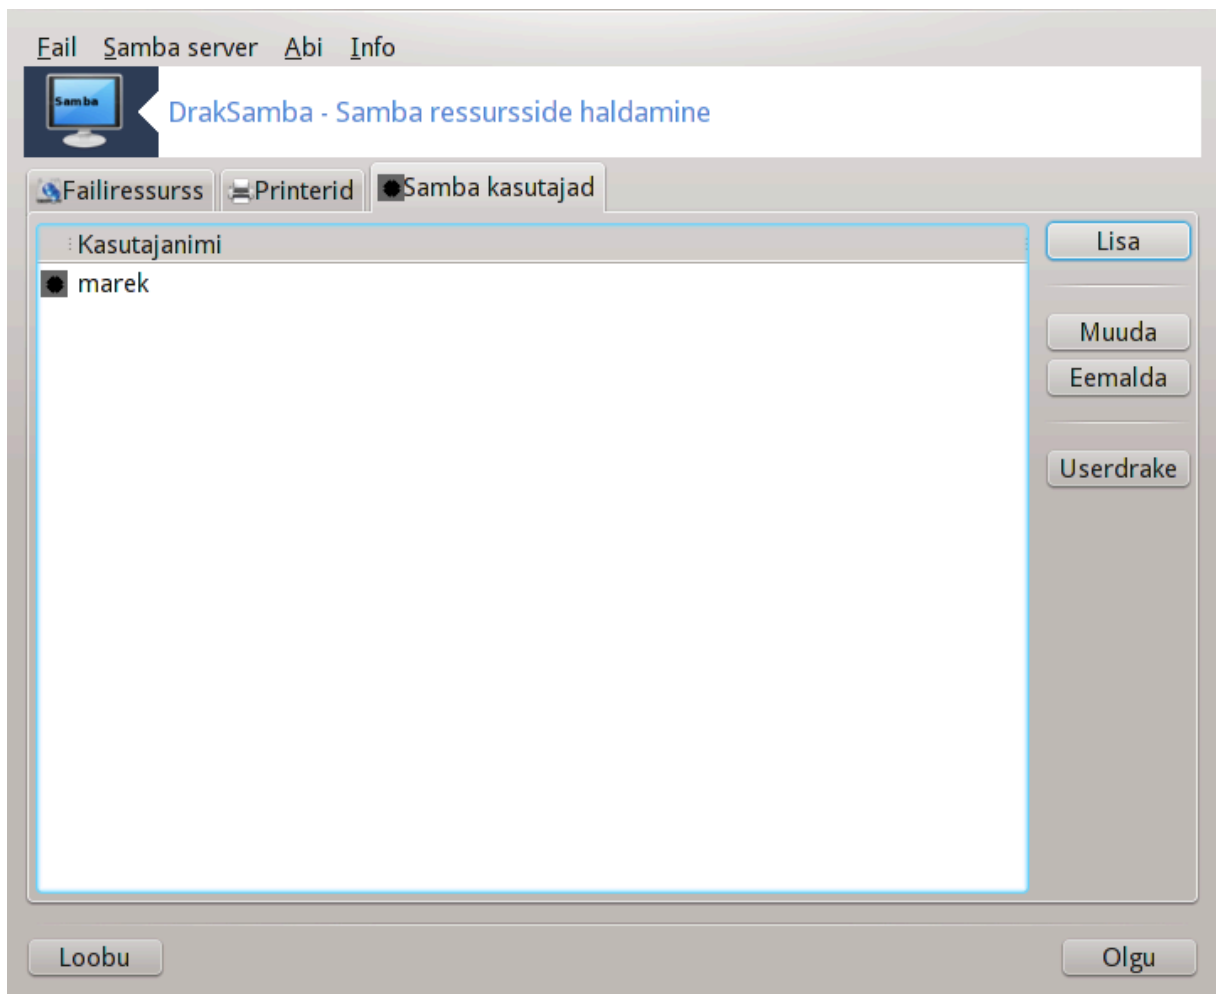 Fail Samba server Abi Info
Samba
DrakSamba - Samba ressursside haldamine
Failiressurss Printerid Samba kasutajad
Kasutajanimi
marek
Lisa
Muuda
Eemalda
Userdrake
Loobu Olgu